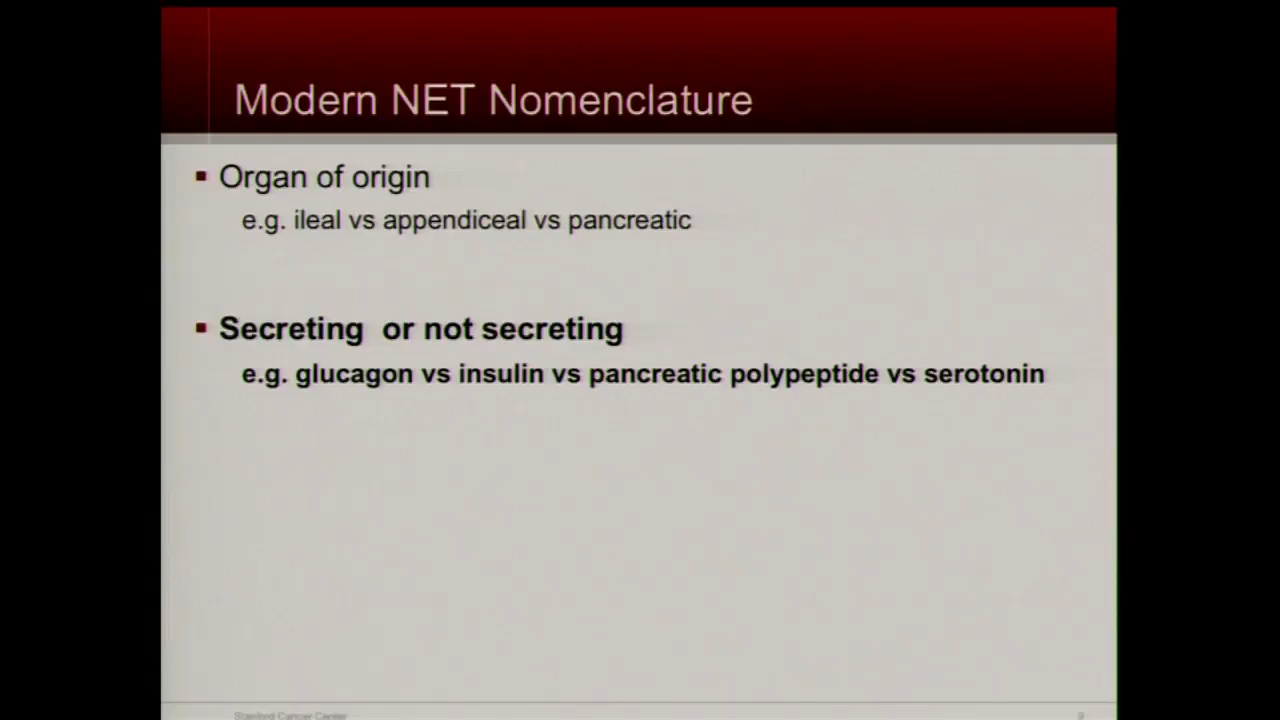 Modern NET Nomenclature
▪ Organ of origin
e.g. ileal vs appendiceal vs pancreatic
▪ Secreting or not secreting
e.g. glucagon vs insulin vs pancreatic polypeptide vs serotonin
Stanford Cancer Center